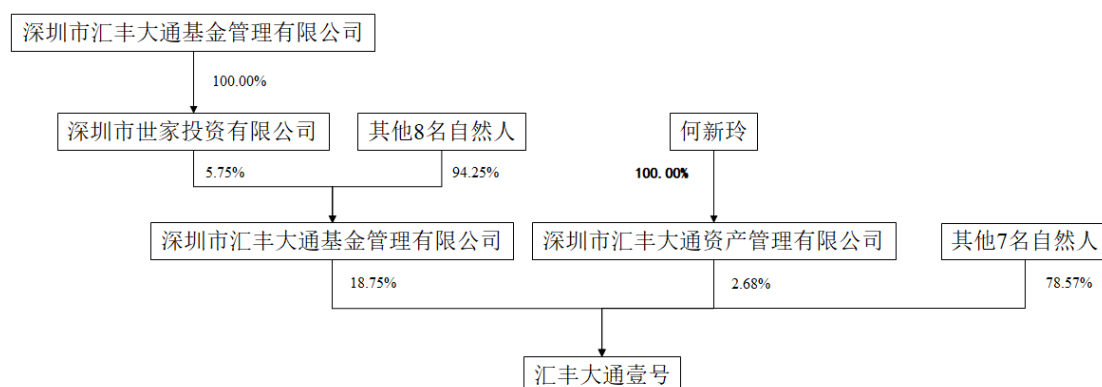 深圳市汇丰大通基金管理有限公司
100.00%
深圳市世家投资有限公司
其他8名自然人
何新玲
5.75%
94.25%
100.00%
深圳市汇丰大通基金管理有限公司
深圳市汇丰大通资产管理有限公司
其他7名自然人
18.75%
2.68%
78.57%
汇丰大通壹号